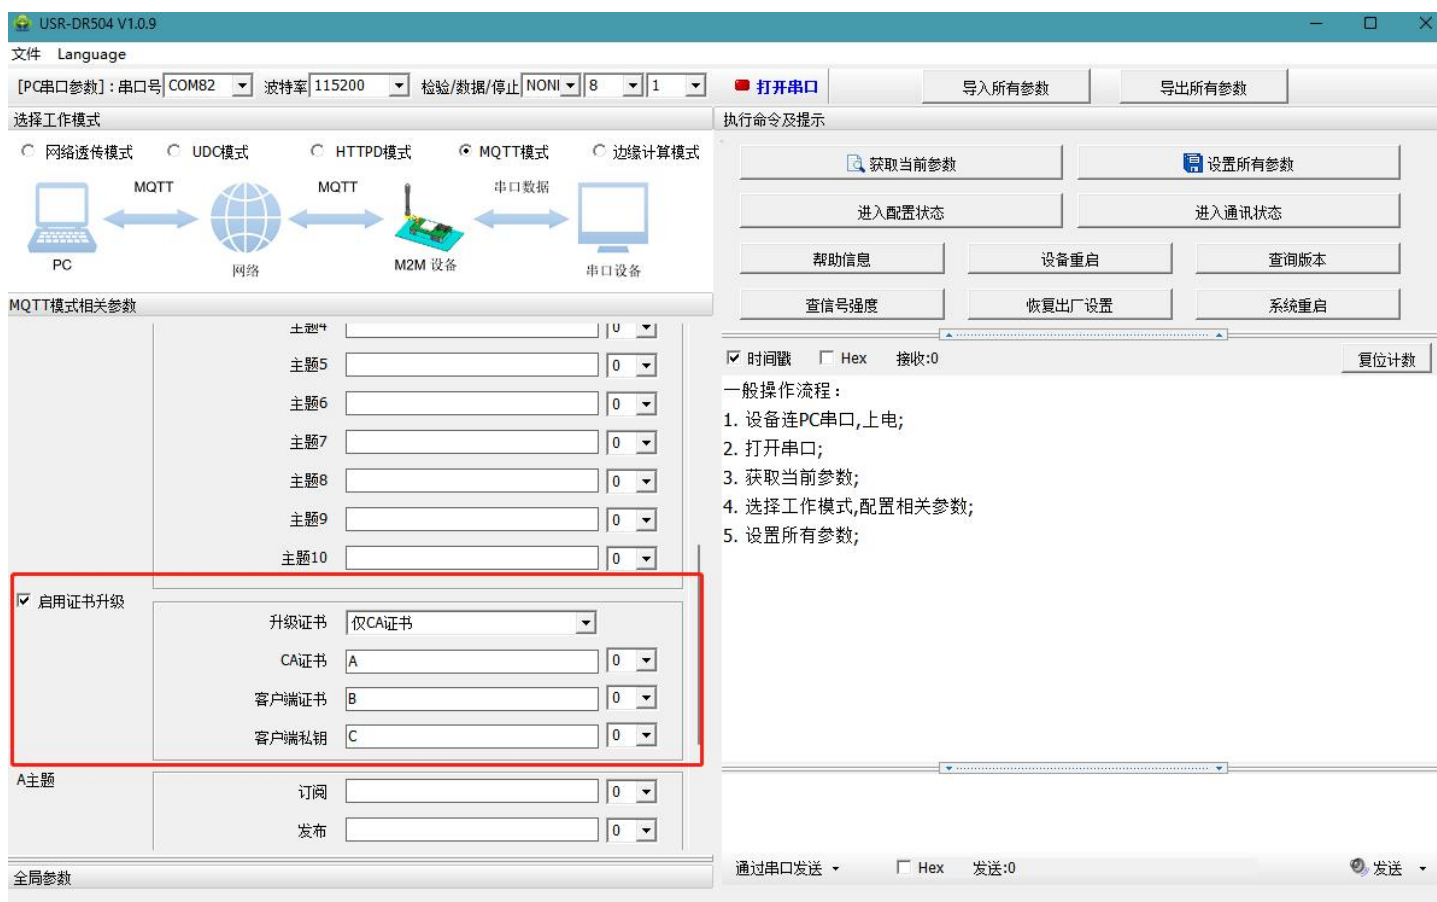 USR-DR504 V1.0.9
文件 Language
[PC串口参数]：串口号 COM82 波特率 115200 检验/数据/停止 NONI 8 1 打开串口 导入所有参数 导出所有参数
选择工作模式
网络透传模式 UDC模式 HTTPD模式 MQTT模式 边缘计算模式
MQTT MQTT 串口数据
PC 网络 M2M 设备 串口设备
MQTT模式相关参数
主题4 0
主题5 0
主题6 0
主题7 0
主题8 0
主题9 0
主题10 0
启用证书升级
升级证书 仅CA证书
CA证书 A 0
客户端证书 B 0
客户端私钥 C 0
A主题
订阅 0
发布 0
全局参数
执行命令及提示
获取当前参数 设置所有参数
进入配置状态 进入通讯状态
帮助信息 设备重启 查询版本
查信号强度 恢复出厂设置 系统重启
时间戳 Hex 接收:0 复位计数
一般操作流程：
1. 设备连PC串口,上电;
2. 打开串口;
3. 获取当前参数;
4. 选择工作模式,配置相关参数;
5. 设置所有参数;
通过串口发送 Hex 发送:0 发送